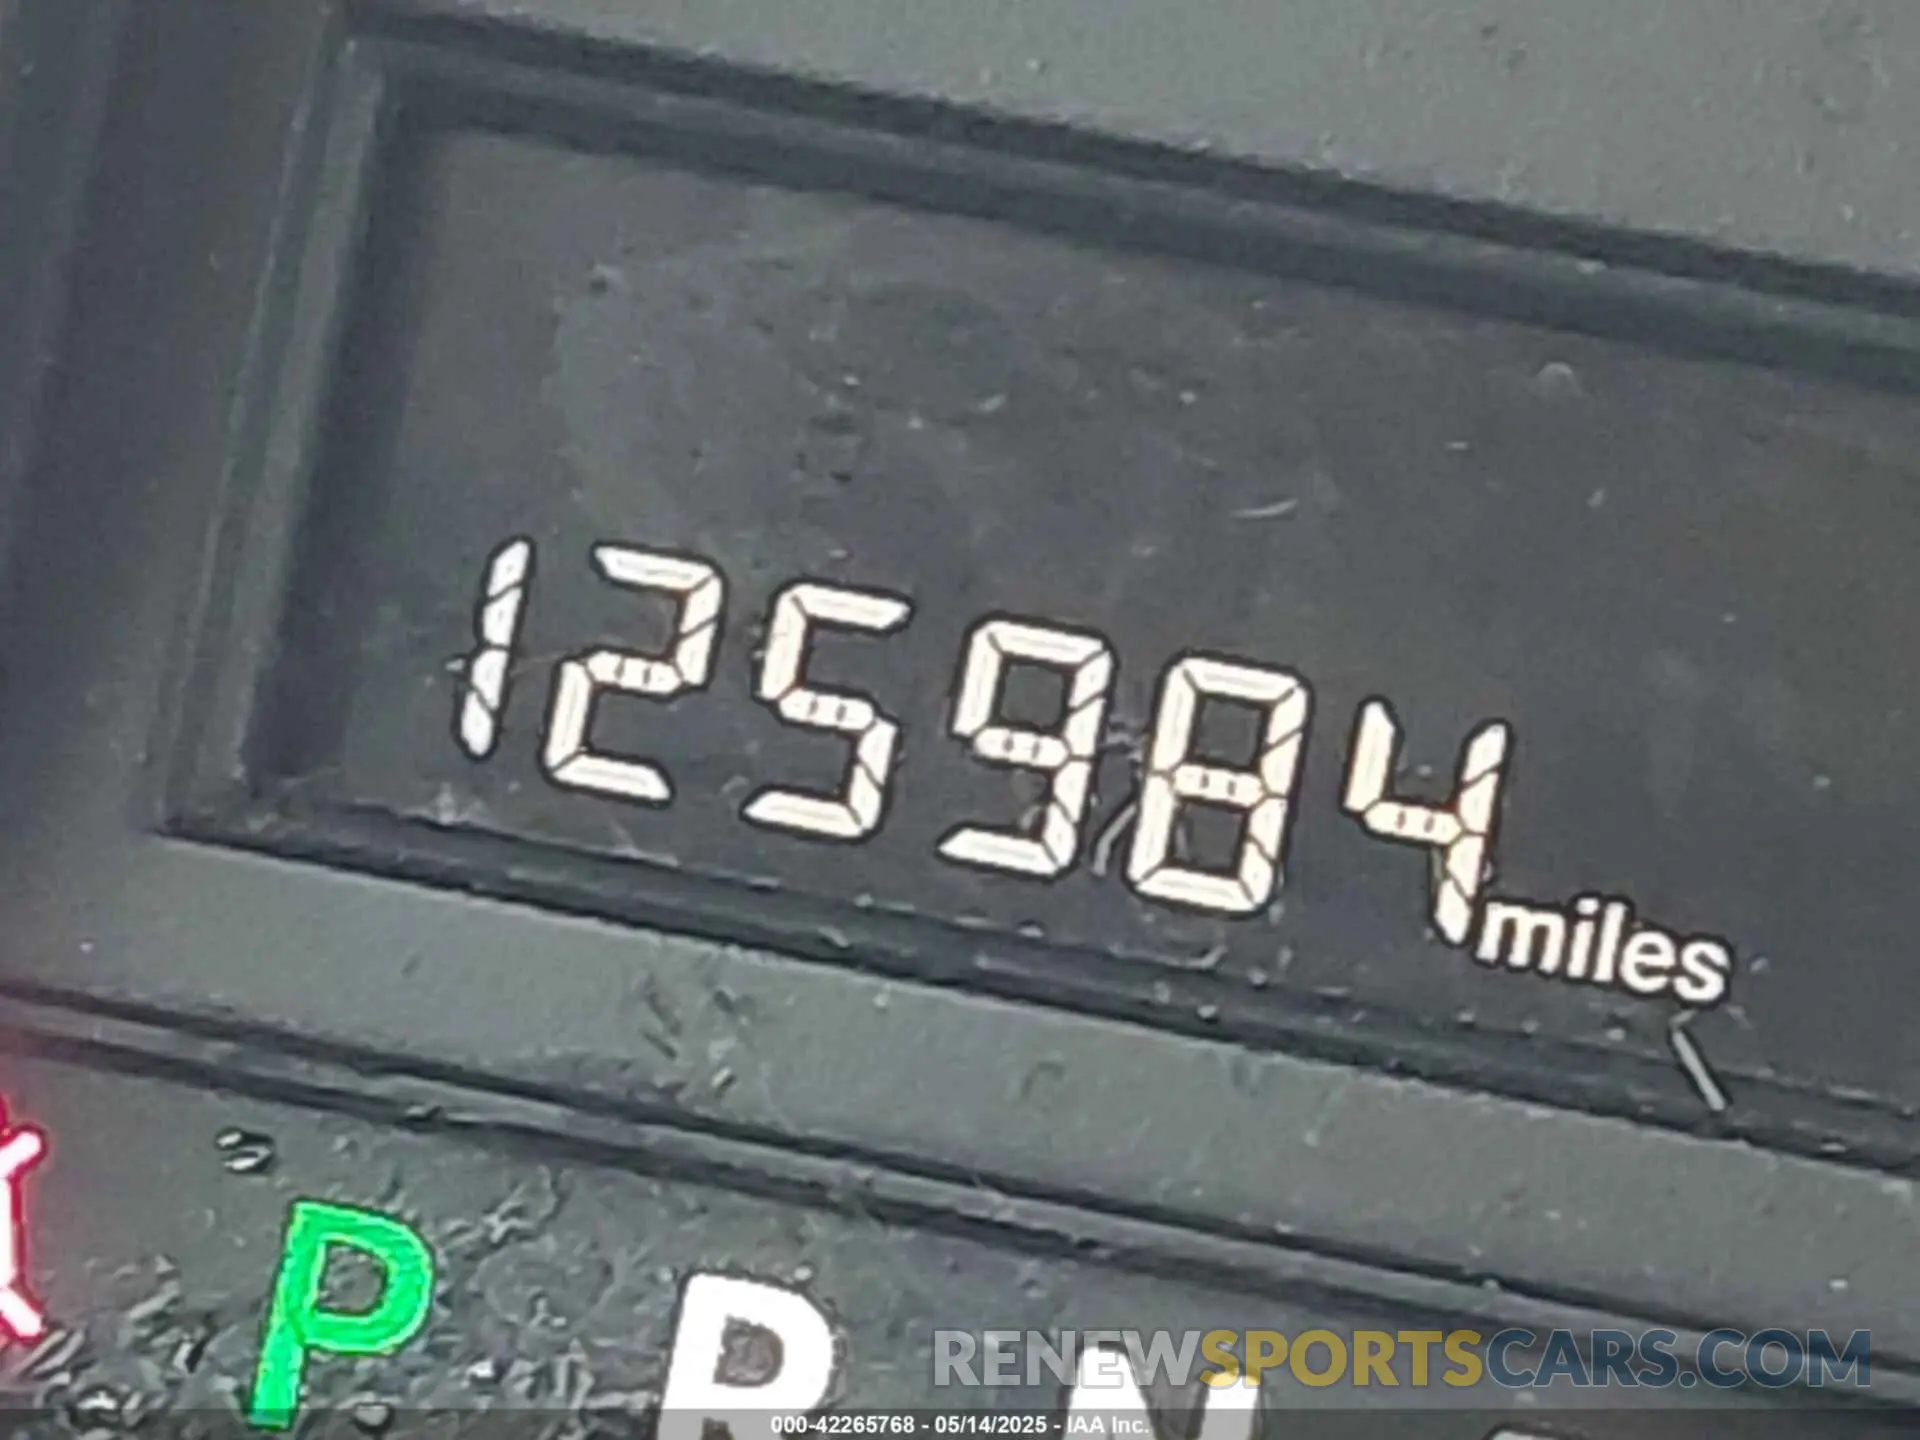 125984 miles
P R N
RENEWSPORTSCARS.COM
000-42265768 - 05/14/2025 - IAA Inc.